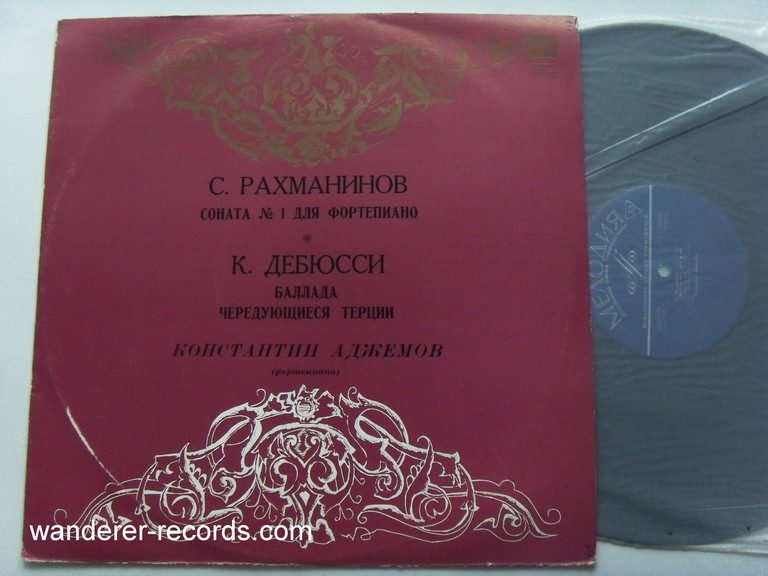 С. РАХМАНИНОВ
СОНАТА № 1 ДЛЯ ФОРТЕПИАНО
К. ДЕБЮССИ
БАЛЛАДА
ЧЕРЕДУЮЩИЕСЯ ТЕРЦИИ
КОНСТАНТИН АДЖЕМОВ
(фортепиано)
МЕЛОДИЯ
wanderer-records.com